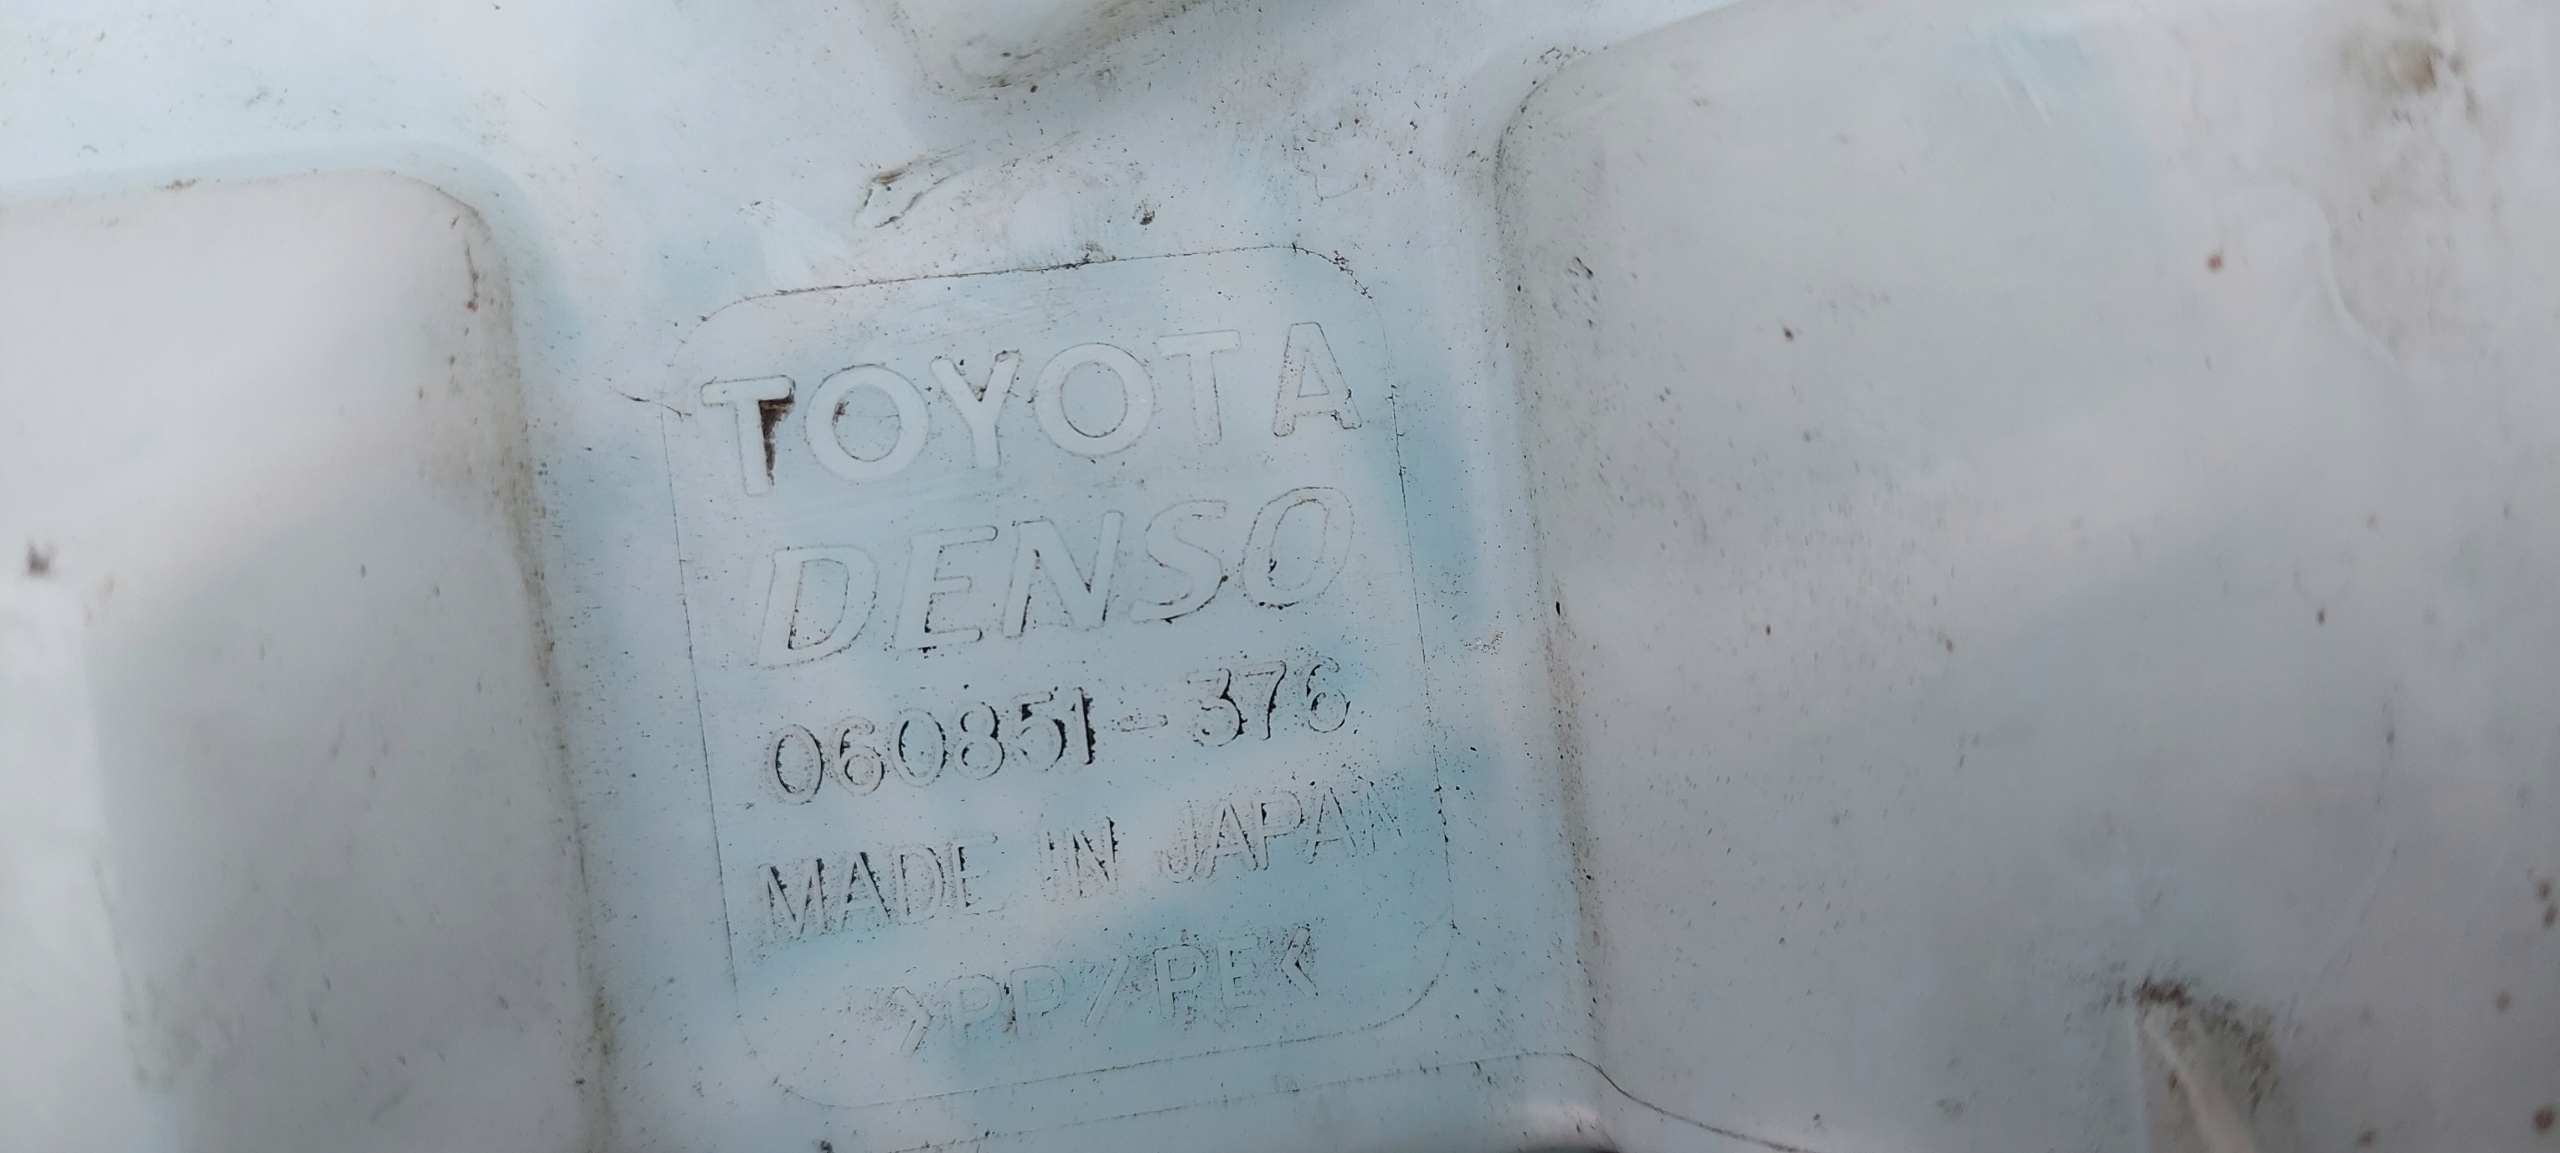 TOYOTA
DENSO
060851-376
MADE IN JAPAN
>PP/PE<